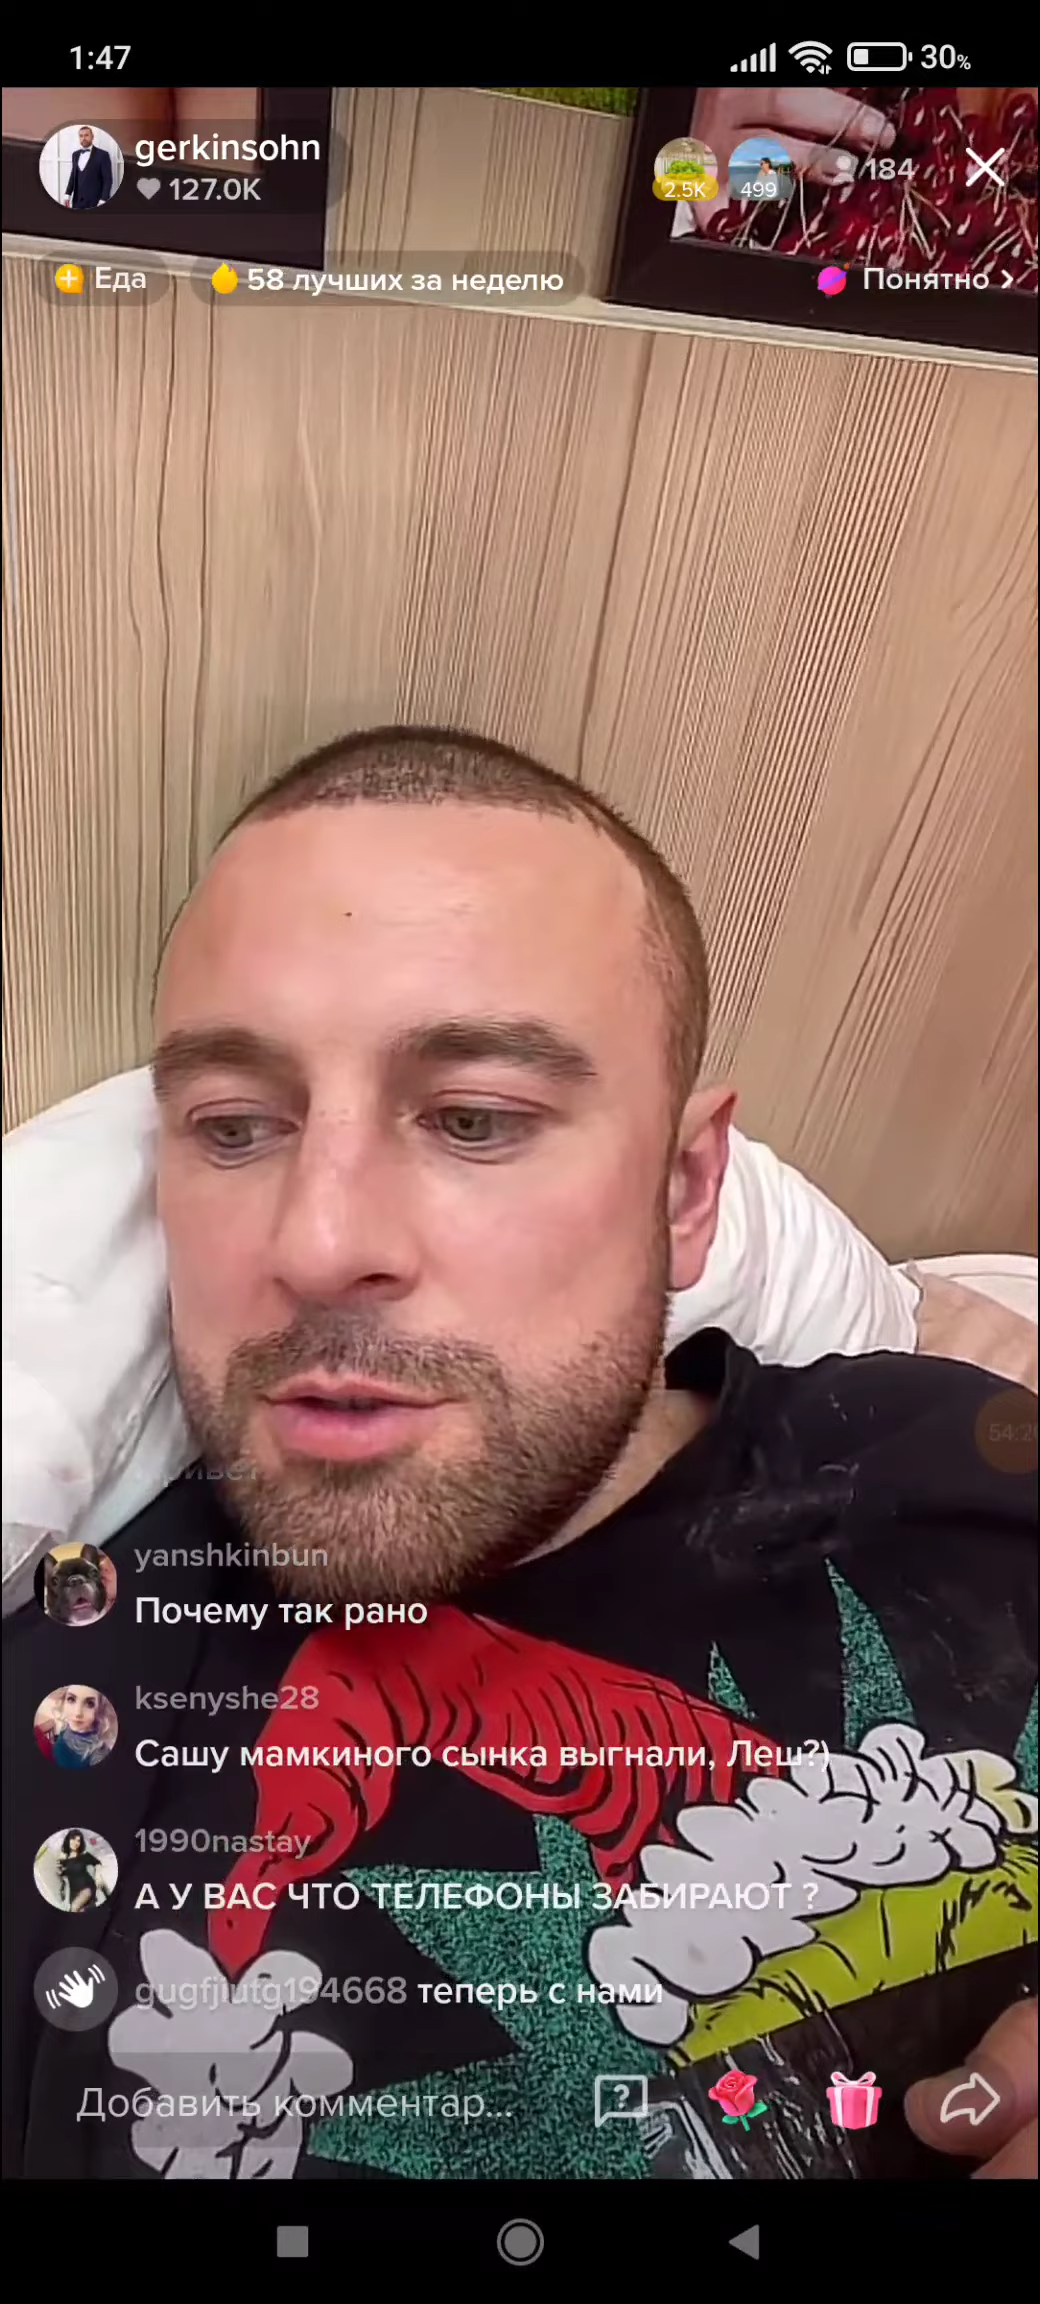 1:47
30%
gerkinsohn
127.0K
2.5K
499
184
Еда
58 лучших за неделю
Понятно
Привет
yanshkinbun
Почему так рано
ksenyshe28
Сашу мамкиного сынка выгнали, Леш?)
1990nastay
А У ВАС ЧТО ТЕЛЕФОНЫ ЗАБИРАЮТ ?
gugfjiutg194668 теперь с нами
Добавить комментар...